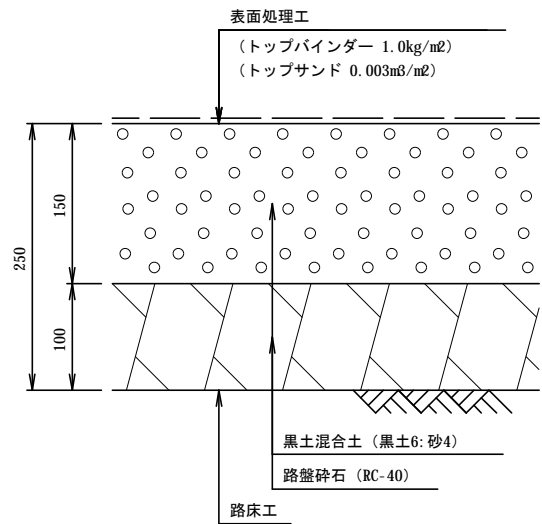 表面処理工
（トップバインダー 1.0kg/m2）
（トップサンド 0.003m3/m2）
250
150
100
黒土混合土（黒土6:砂4）
路盤砕石（RC-40）
路床工